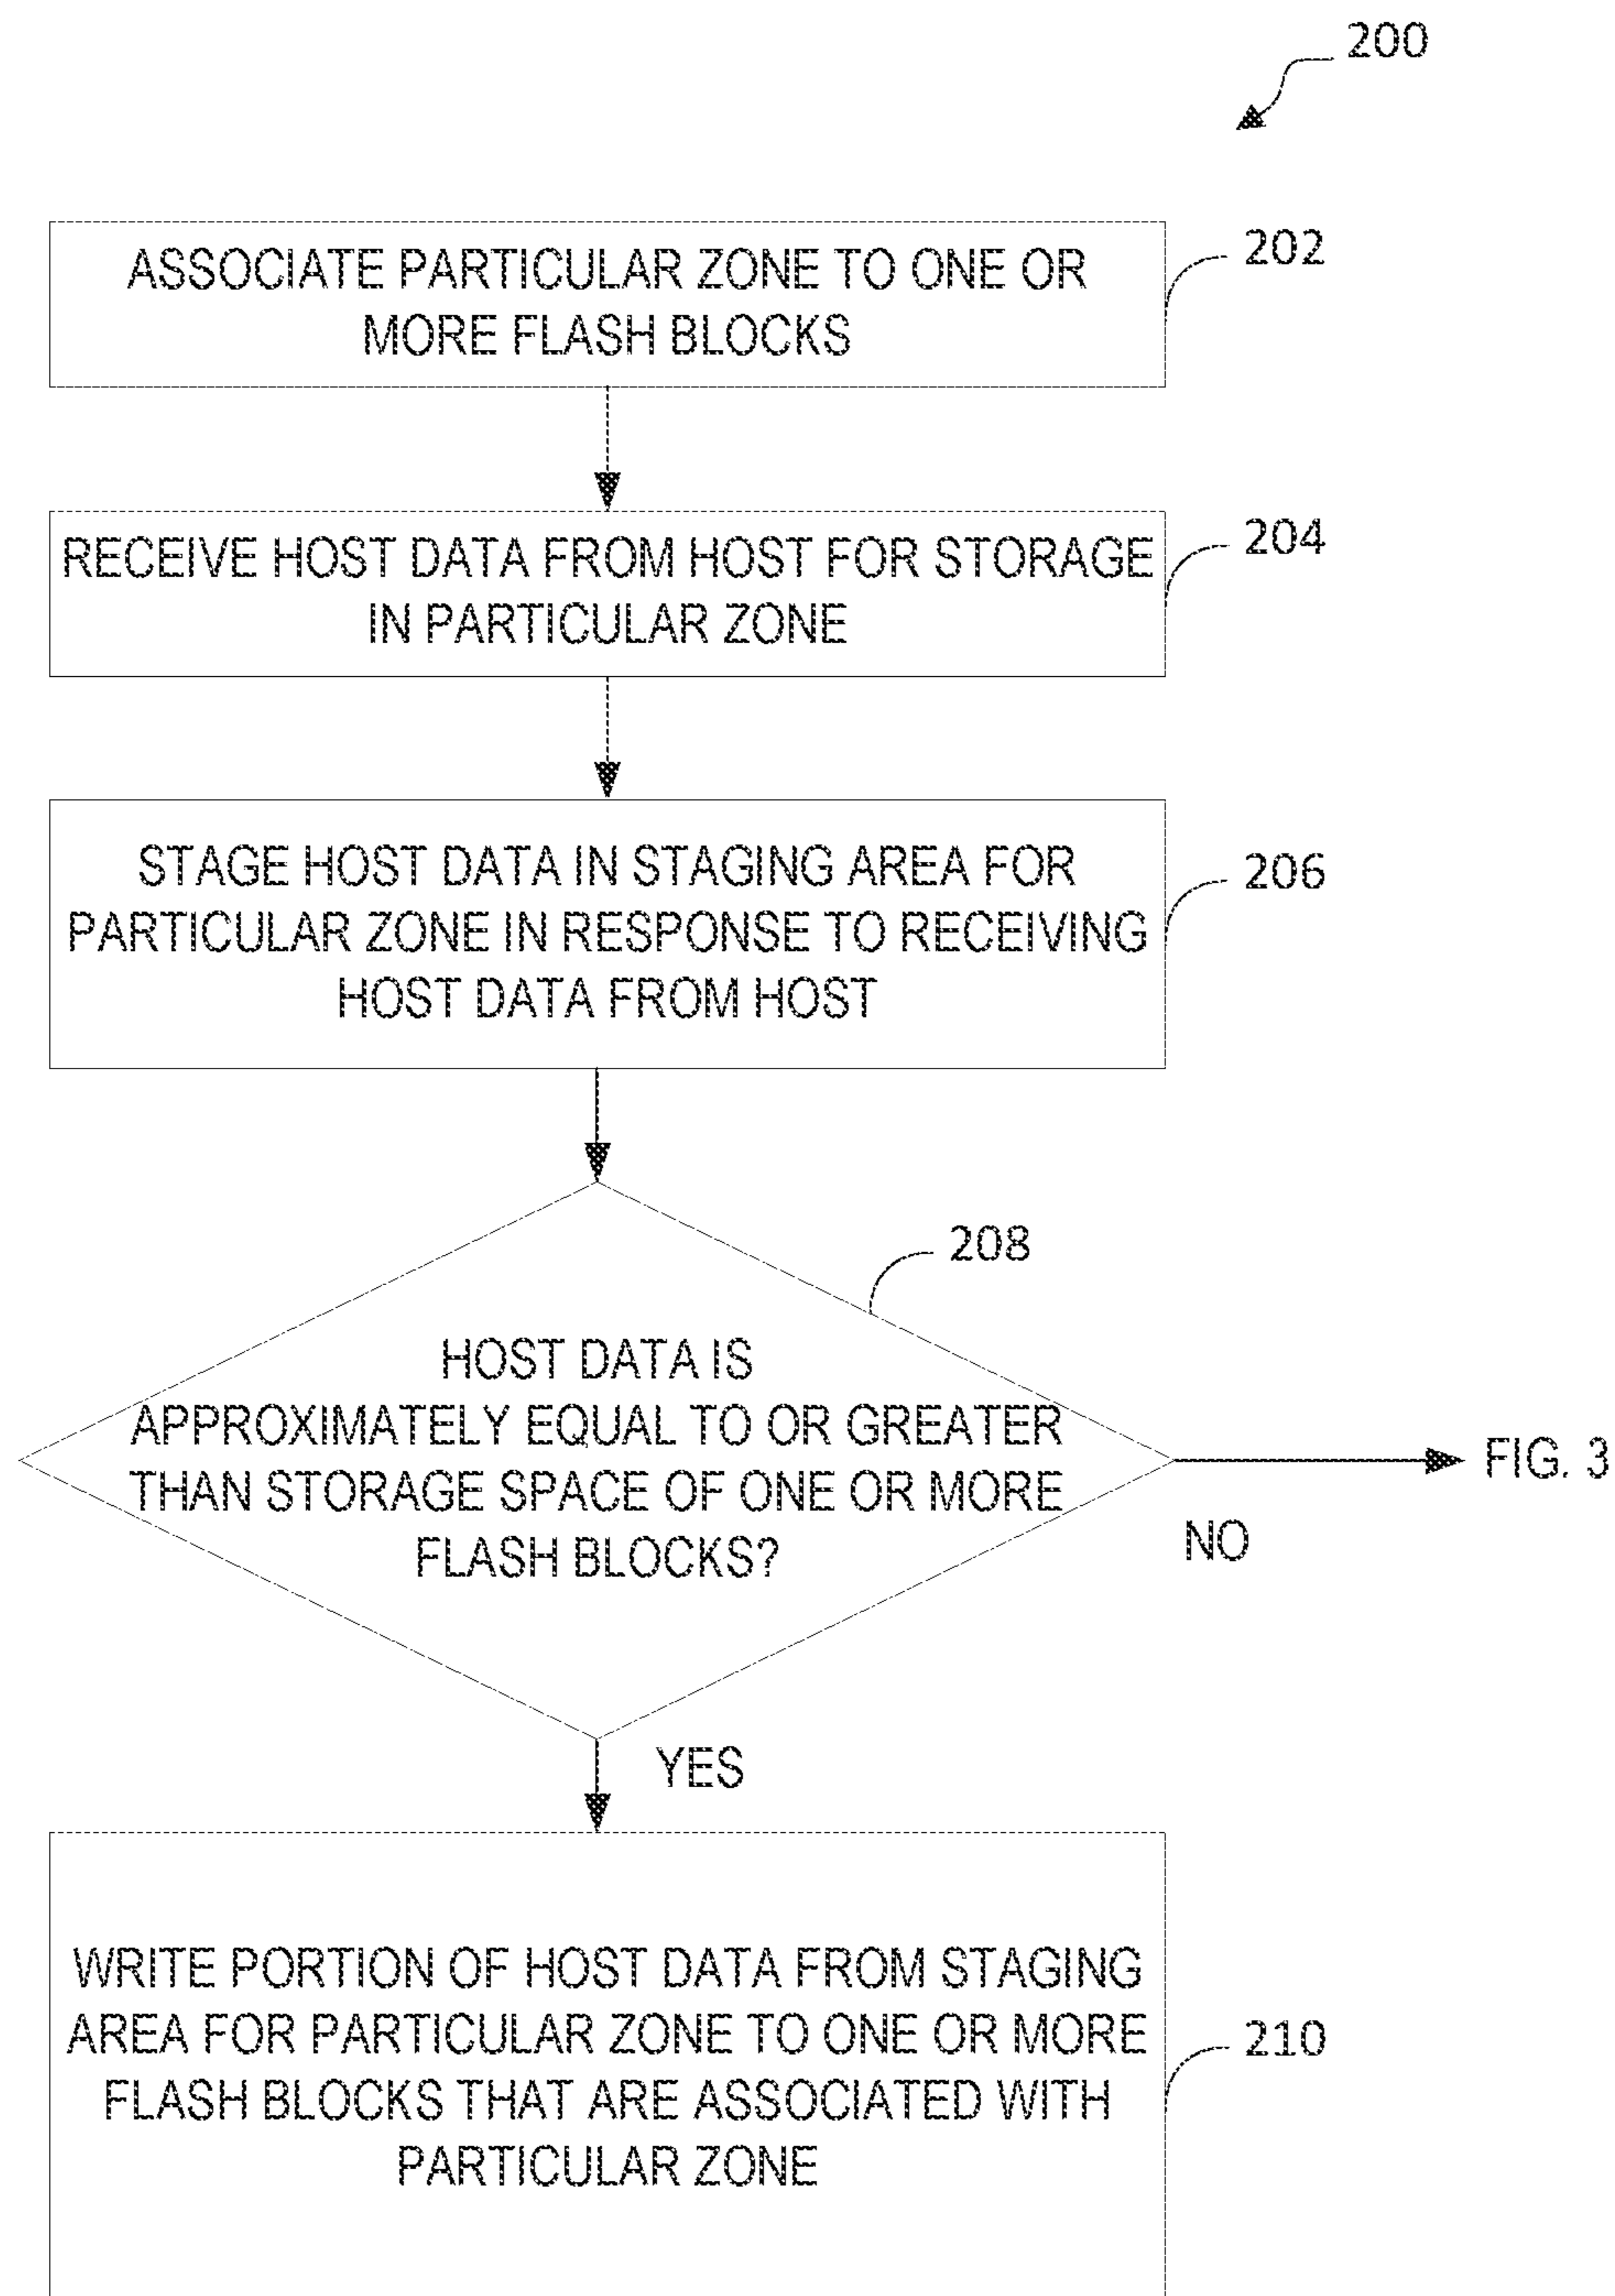 200
ASSOCIATE PARTICULAR ZONE TO ONE OR
MORE FLASH BLOCKS
202
RECEIVE HOST DATA FROM HOST FOR STORAGE
IN PARTICULAR ZONE
204
STAGE HOST DATA IN STAGING AREA FOR
PARTICULAR ZONE IN RESPONSE TO RECEIVING
HOST DATA FROM HOST
206
208
HOST DATA IS
APPROXIMATELY EQUAL TO OR GREATER
THAN STORAGE SPACE OF ONE OR MORE
FLASH BLOCKS?
FIG. 3
NO
YES
WRITE PORTION OF HOST DATA FROM STAGING
AREA FOR PARTICULAR ZONE TO ONE OR MORE
FLASH BLOCKS THAT ARE ASSOCIATED WITH
PARTICULAR ZONE
210